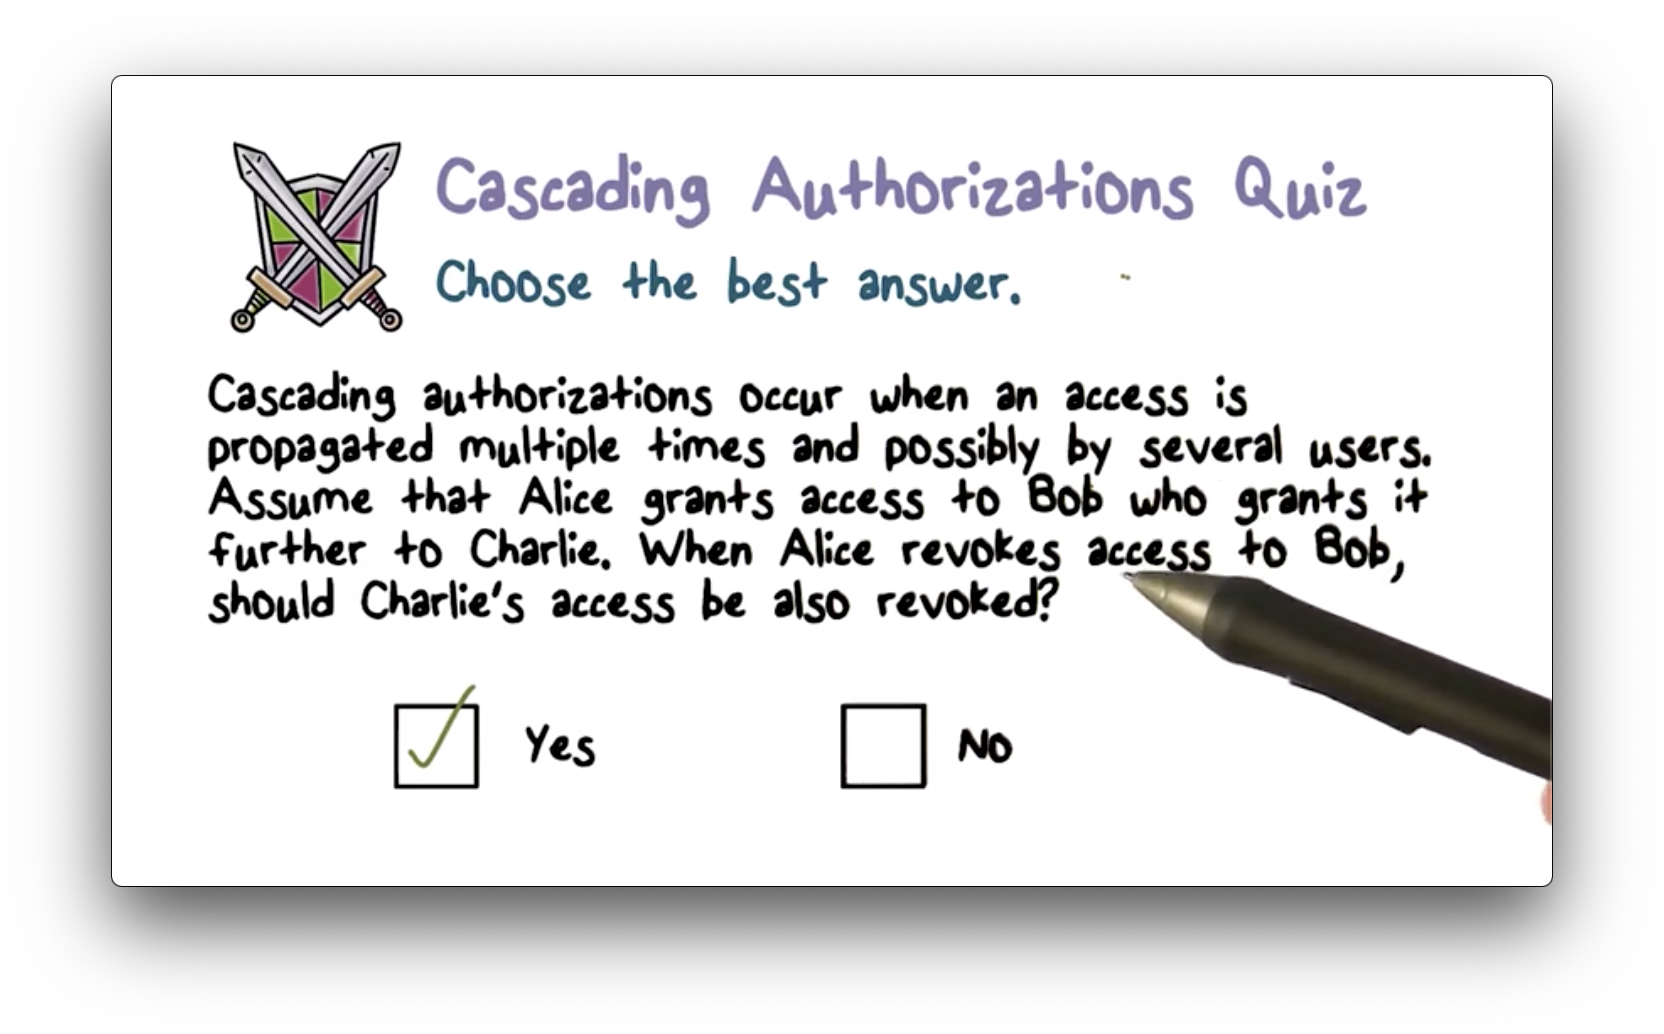 Cascading Authorizations Quiz
Choose the best answer.
Cascading authorizations occur when an access is
propagated multiple times and possibly by several users.
Assume that Alice grants access to Bob who grants it
further to Charlie. When Alice revokes access to Bob,
should Charlie's access be also revoked?
Yes No